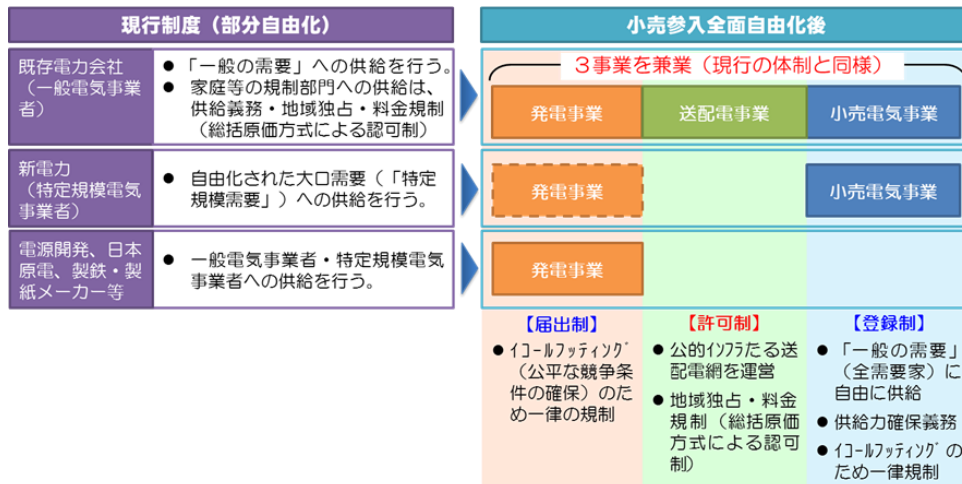 現行制度（部分自由化）
小売参入全面自由化後
既存電力会社
（一般電気事業
者）
● 「一般の需要」への供給を行う。
● 家庭等の規制部門への供給は、
供給義務・地域独占・料金規制
（総括原価方式による認可制）
３事業を兼業（現行の体制と同様）
発電事業
送配電事業
小売電気事業
新電力
（特定規模電気
事業者）
● 自由化された大口需要（「特定
規模需要」）への供給を行う。
発電事業
小売電気事業
電源開発、日本
原電、製鉄・製
紙メーカー等
● 一般電気事業者・特定規模電気
事業者への供給を行う。
発電事業
【届出制】
● ｲｺｰﾙﾌｯﾃｨﾝｸﾞ
（公平な競争条
件の確保）のた
め一律の規制
【許可制】
● 公的ｲﾝﾌﾗたる送
配電網を運営
● 地域独占・料金
規制（総括原価
方式による認可
制）
【登録制】
● 「一般の需要」
（全需要家）に
自由に供給
● 供給力確保義務
● ｲｺｰﾙﾌｯﾃｨﾝｸﾞの
ため一律規制